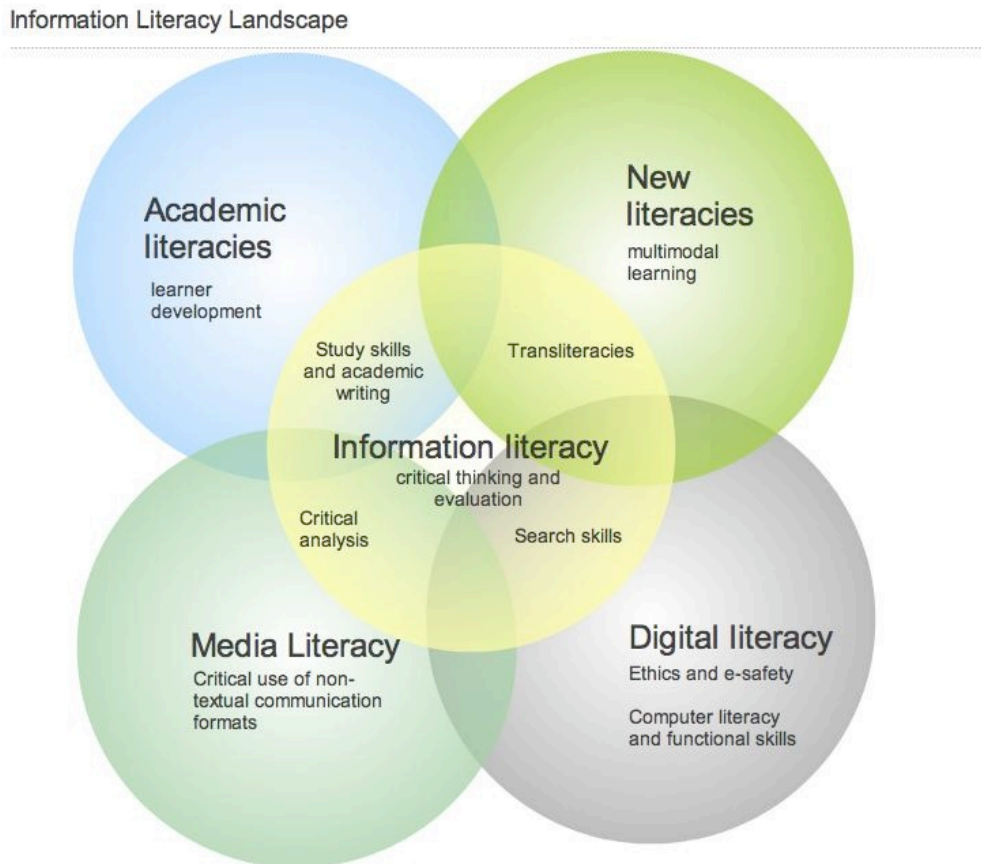 Information Literacy Landscape
Academic
literacies
learner
development
New
literacies
multimodal
learning
Study skills
and academic
writing
Transliteracies
Information literacy
critical thinking and
evaluation
Critical
analysis
Search skills
Media Literacy
Critical use of non-
textual communication
formats
Digital literacy
Ethics and e-safety
Computer literacy
and functional skills